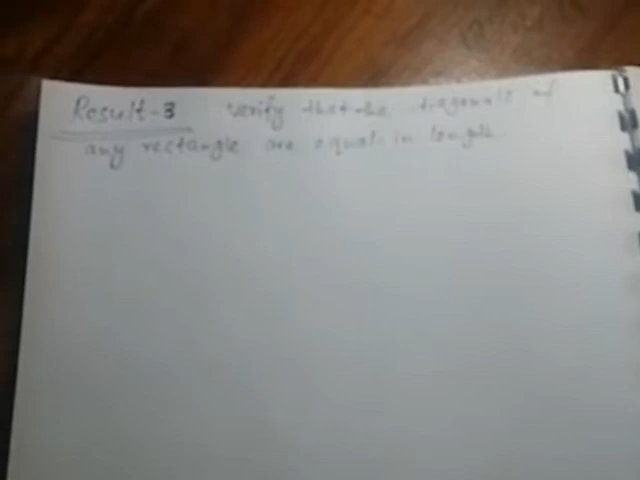 Result-3 verify that the diagonals of
any rectangle are equal in length